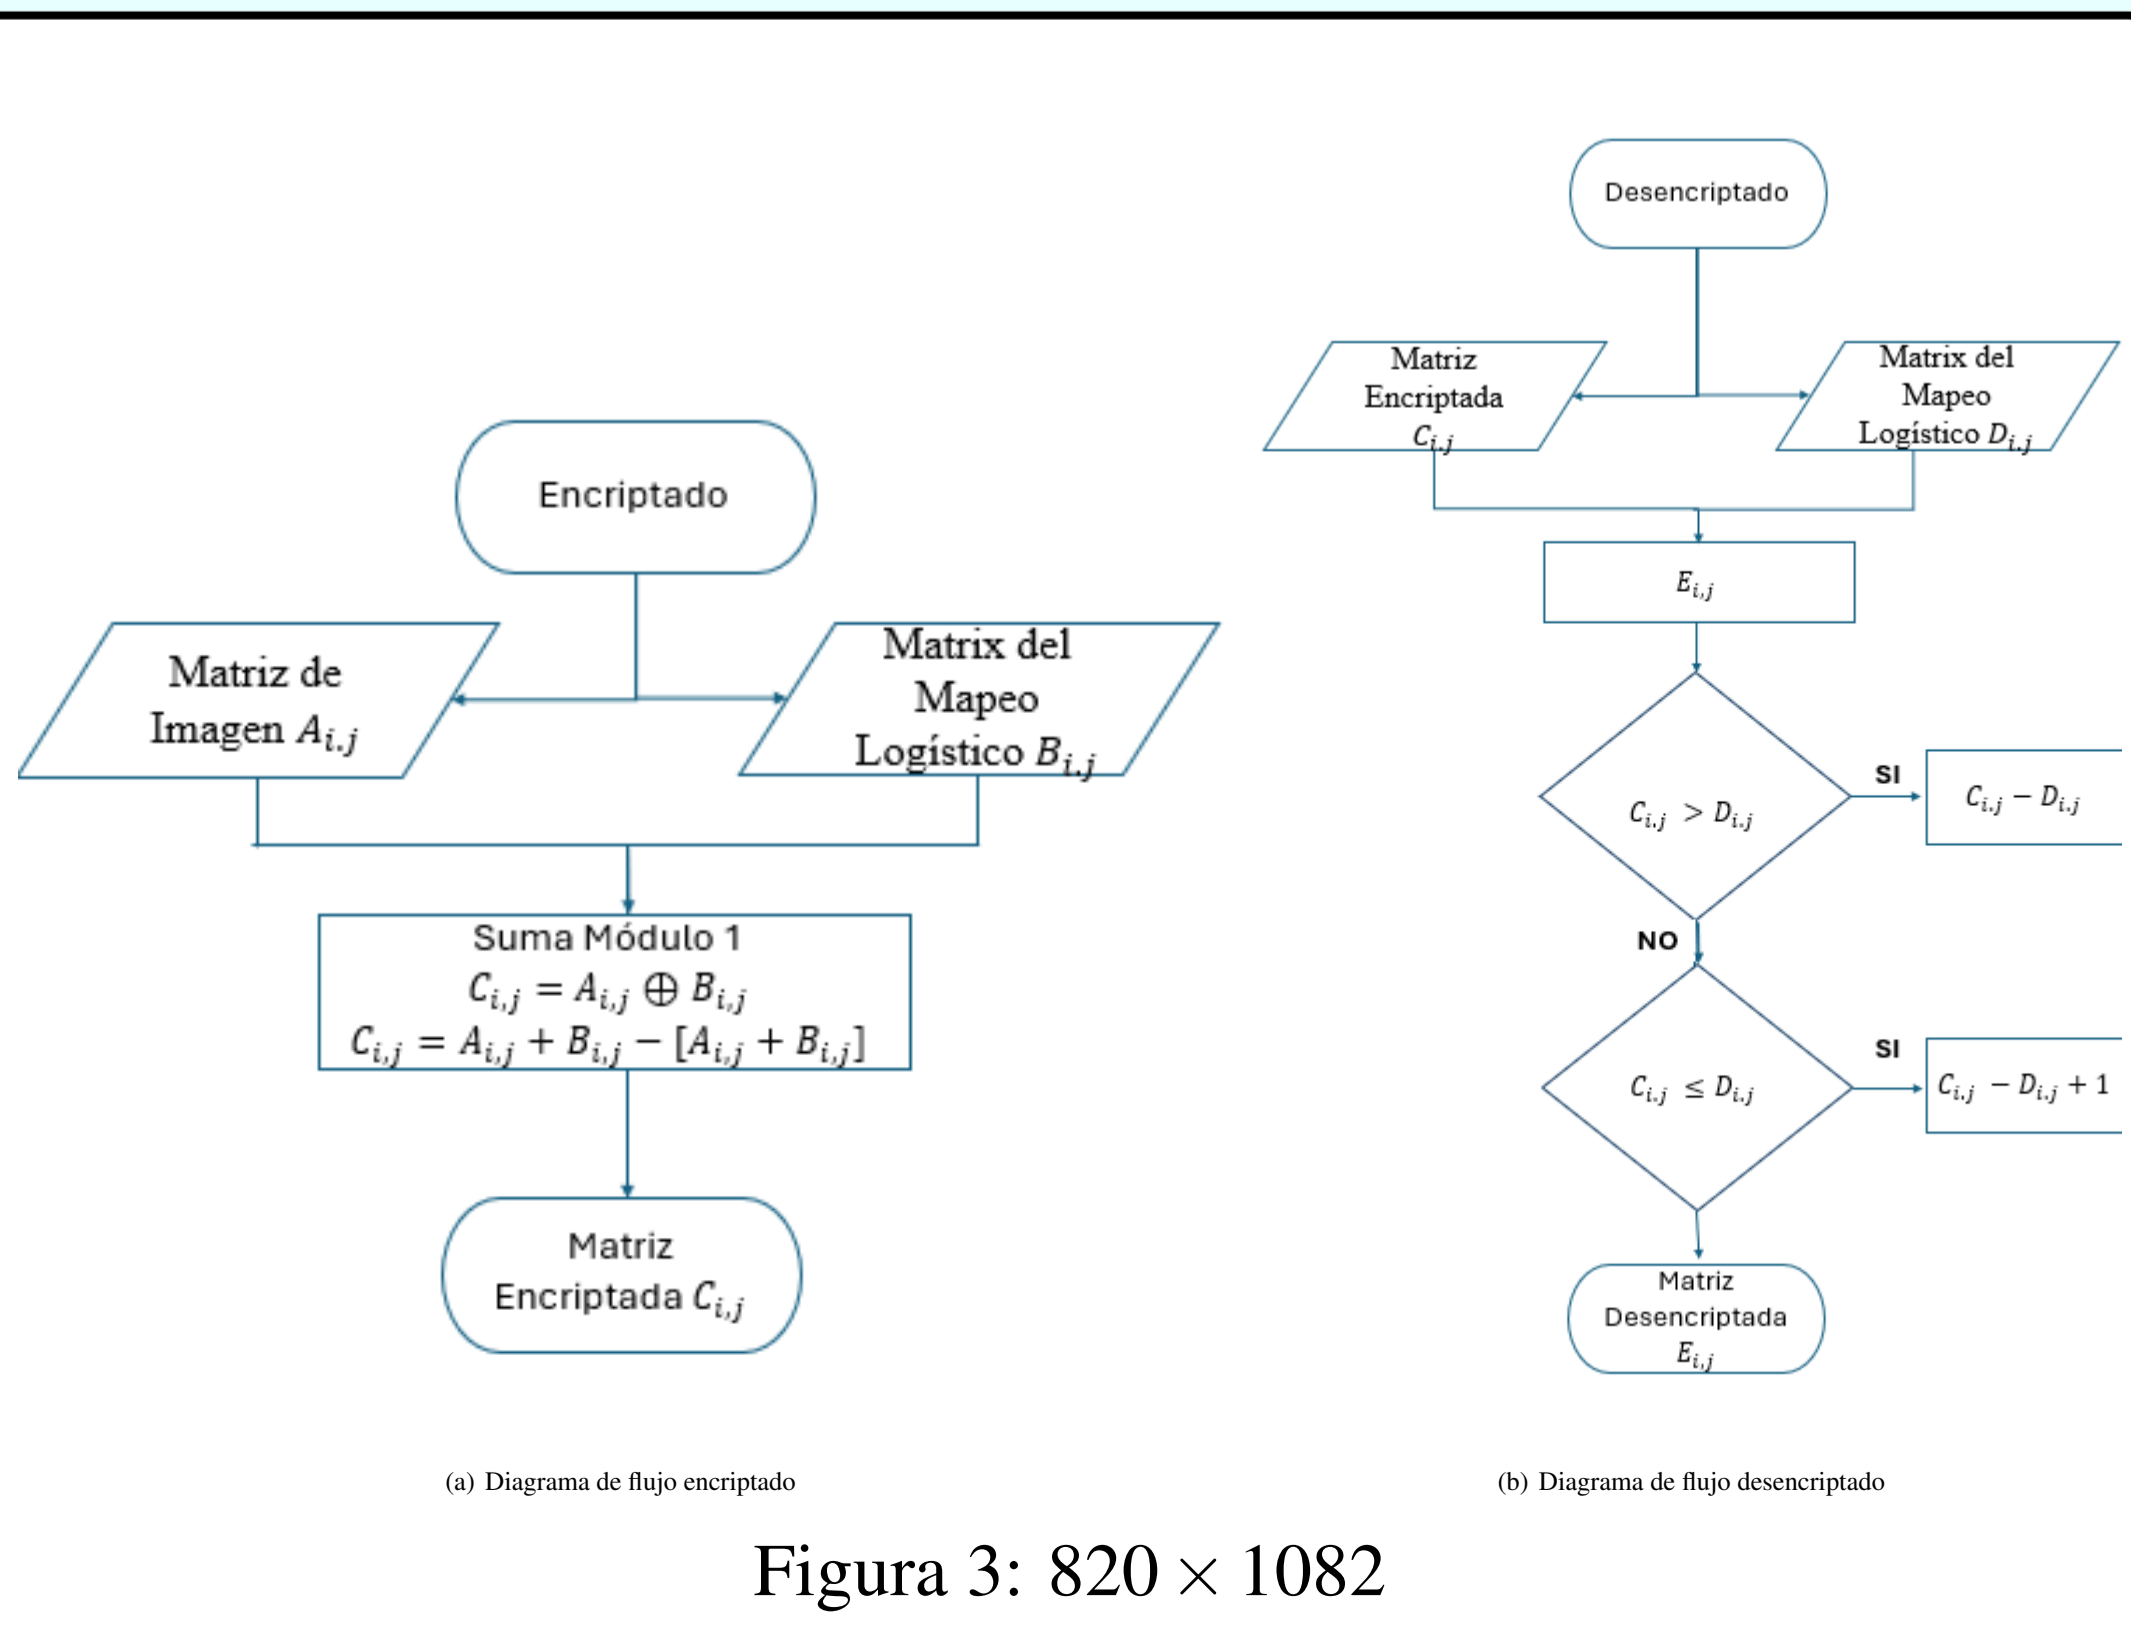 Encriptado
Matriz de
Imagen A_{i.j}
Matrix del
Mapeo
Logístico B_{i.j}
Suma Módulo 1
C_{i,j} = A_{i,j} ⊕ B_{i,j}
C_{i,j} = A_{i,j} + B_{i,j} − [A_{i,j} + B_{i,j}]
Matriz
Encriptada C_{i,j}
(a) Diagrama de flujo encriptado
Desencriptado
Matriz
Encriptada
C_{i.j}
Matrix del
Mapeo
Logístico D_{i.j}
E_{i,j}
C_{i.j} > D_{i.j}
SI
C_{i.j} − D_{i.j}
NO
C_{i.j} ≤ D_{i.j}
SI
C_{i.j} − D_{i.j} + 1
Matriz
Desencriptada
E_{i,j}
(b) Diagrama de flujo desencriptado
Figura 3: 820 × 1082